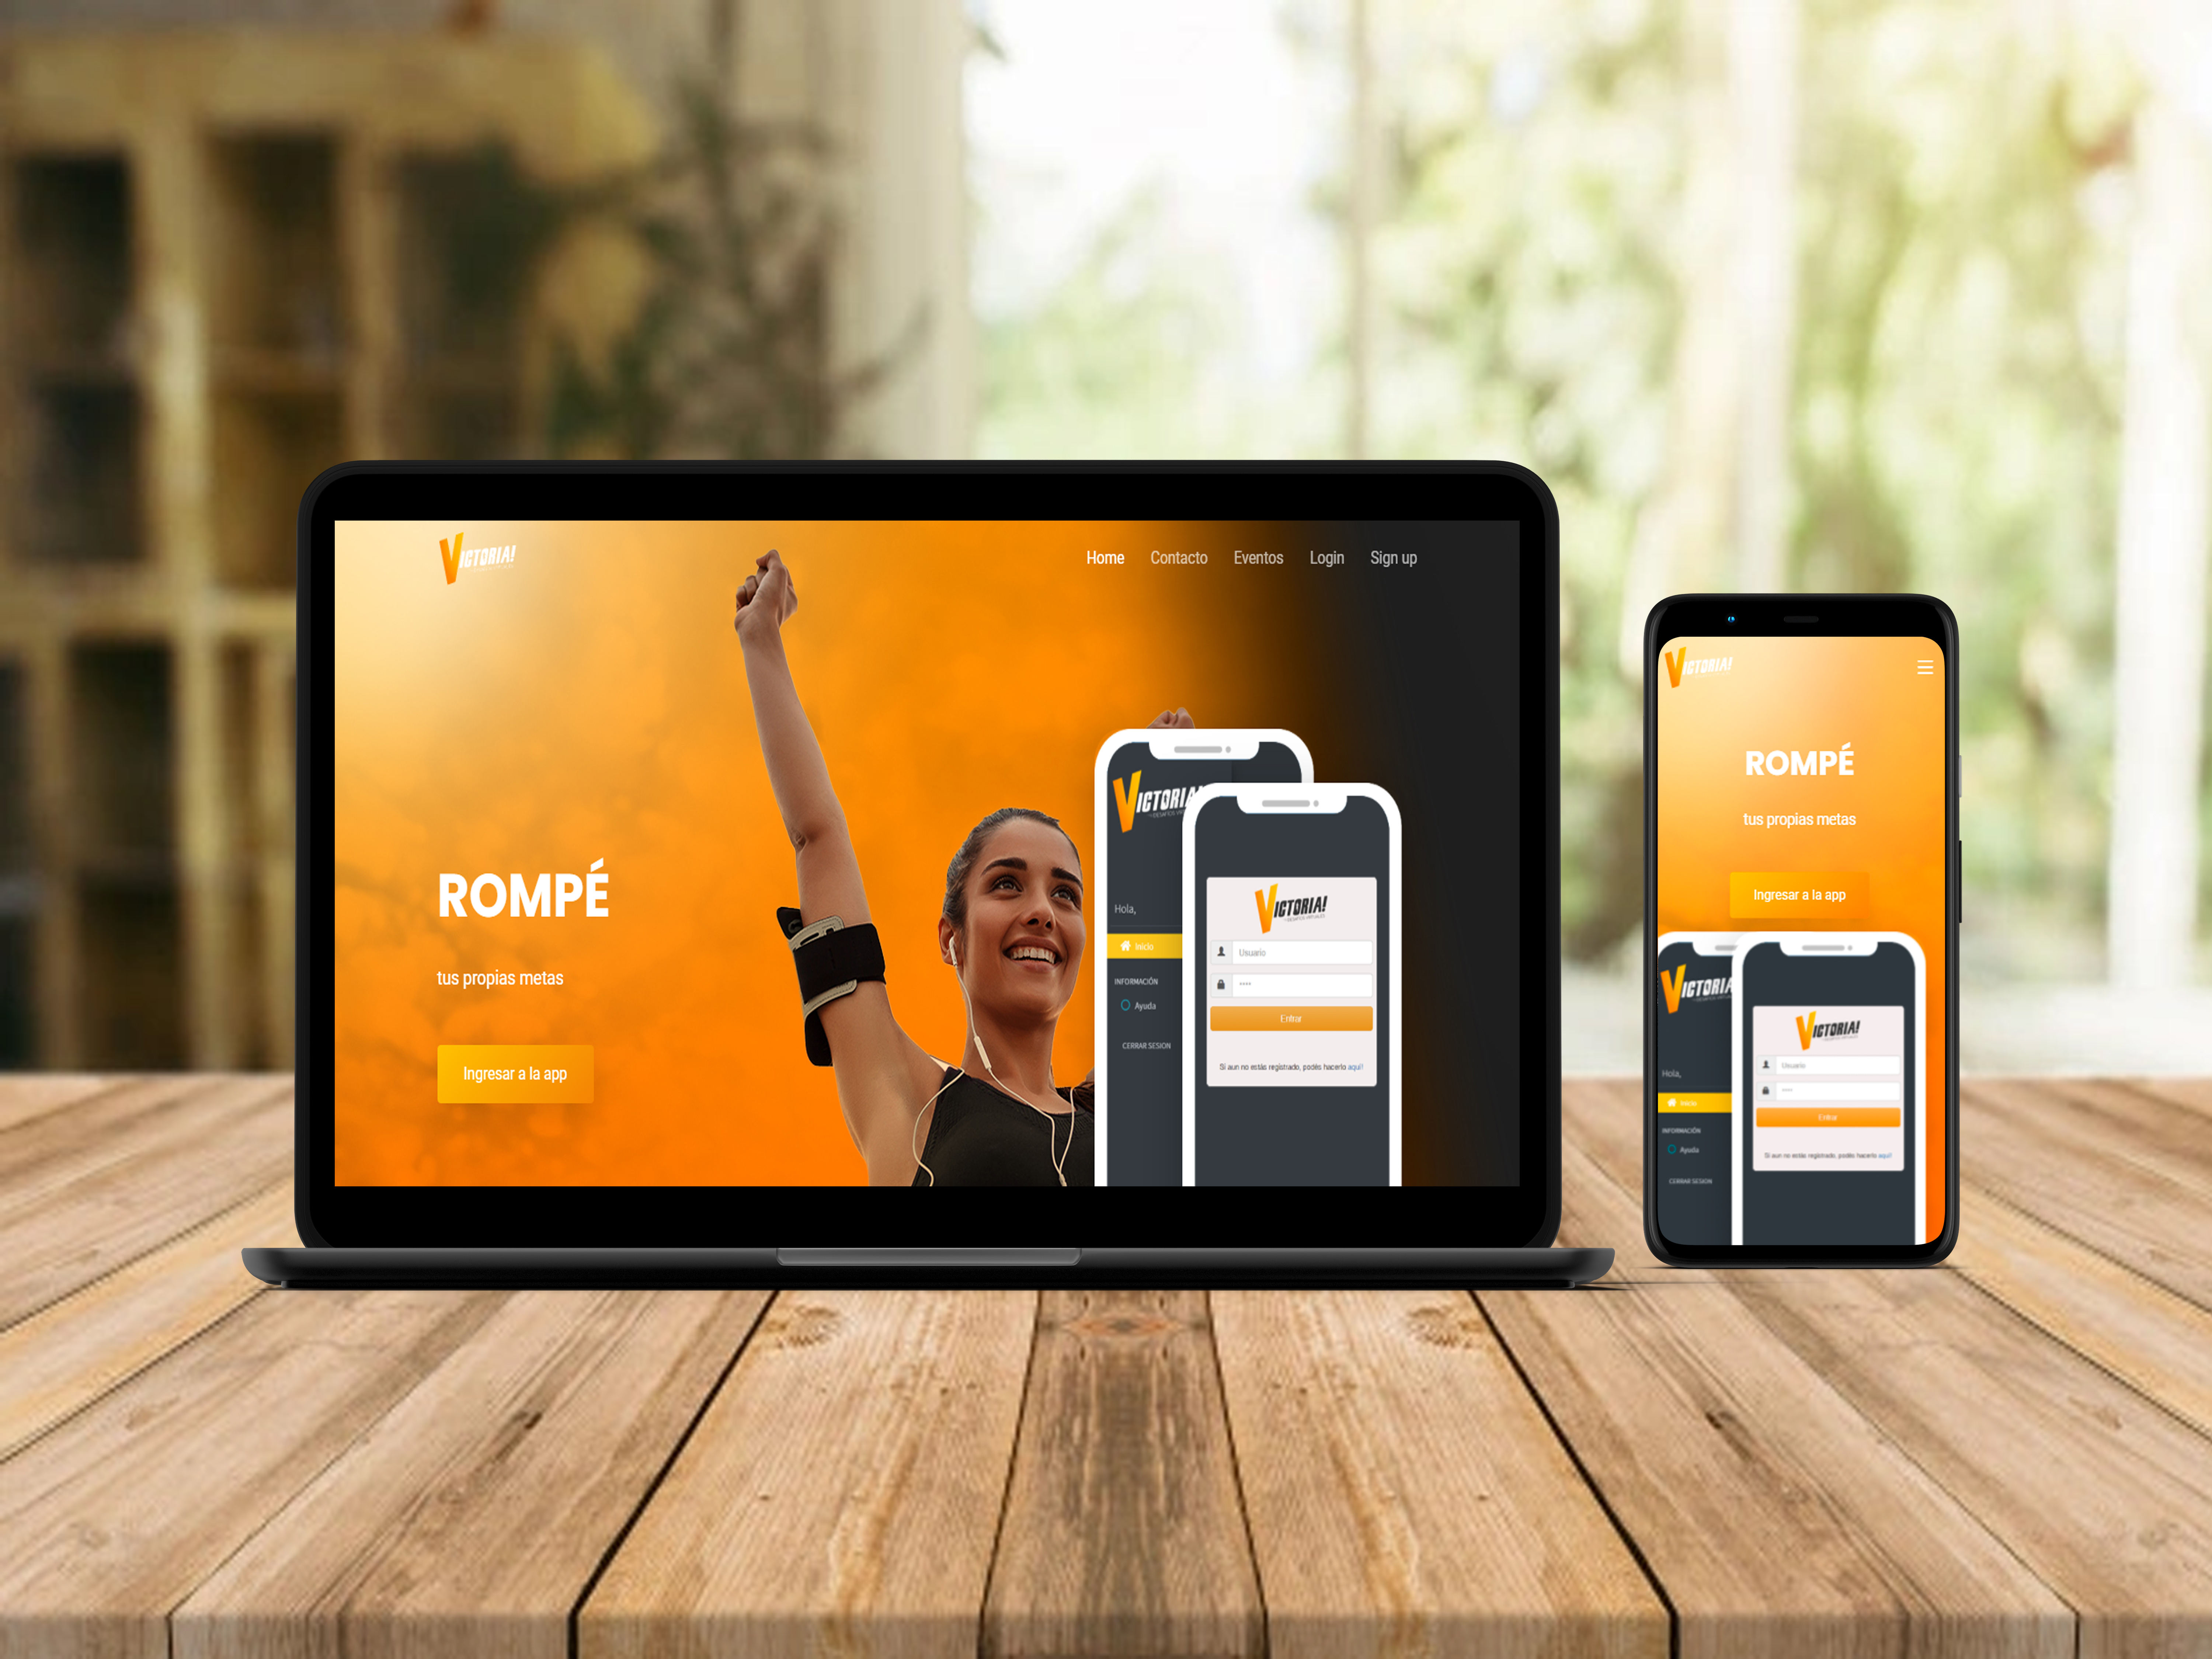 VICTORIA!
Home Contacto Eventos Login Sign up
ROMPÉ
tus propias metas
Ingresar a la app
VICTORIA
Hola,
Inicio
INFORMACIÓN
Ayuda
CERRAR SESION
VICTORIA!
DESAFÍOS VIRTUALES
Usuario
****
Entrar
Si aun no estás registrado, podés hacerlo aquí!
VICTORIA!
ROMPÉ
tus propias metas
Ingresar a la app
VICTORIA
Hola,
Inicio
INFORMACIÓN
Ayuda
CERRAR SESION
VICTORIA!
Usuario
****
Entrar
Si aun no estás registrado, podés hacerlo aquí!